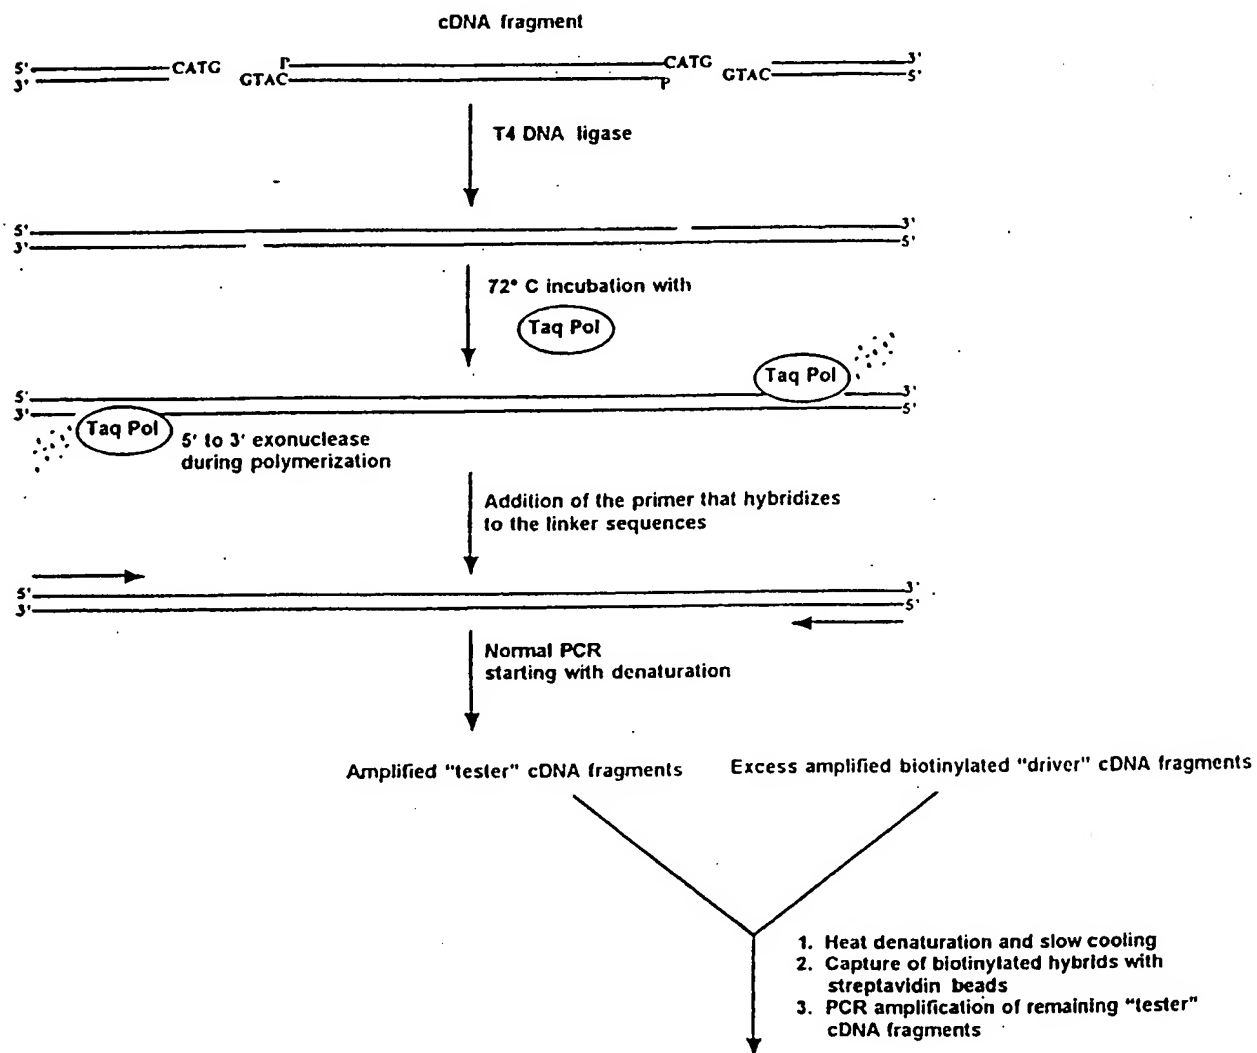 cDNA fragment
5' CATG P CATG 3'
3' GTAC P GTAC 5'
T4 DNA ligase
5' 3'
3' 5'
72° C incubation with
Taq Pol
Taq Pol
5' 3'
3' 5'
Taq Pol
5' to 3' exonuclease
during polymerization
Addition of the primer that hybridizes
to the linker sequences
5' 3'
3' 5'
Normal PCR
starting with denaturation
Amplified "tester" cDNA fragments Excess amplified biotinylated "driver" cDNA fragments
1. Heat denaturation and slow cooling
2. Capture of biotinylated hybrids with
streptavidin beads
3. PCR amplification of remaining "tester"
cDNA fragments